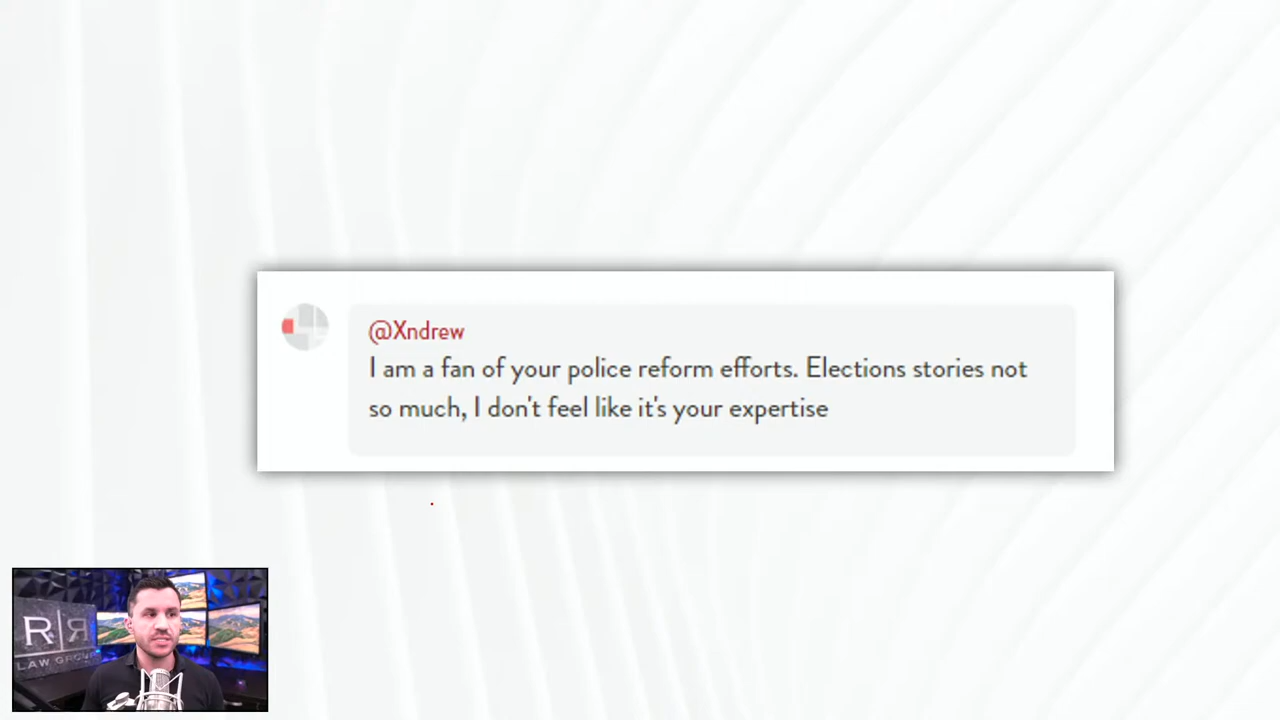 @Xndrew
I am a fan of your police reform efforts. Elections stories not
so much, I don't feel like it's your expertise
R|R
LAW GROUP